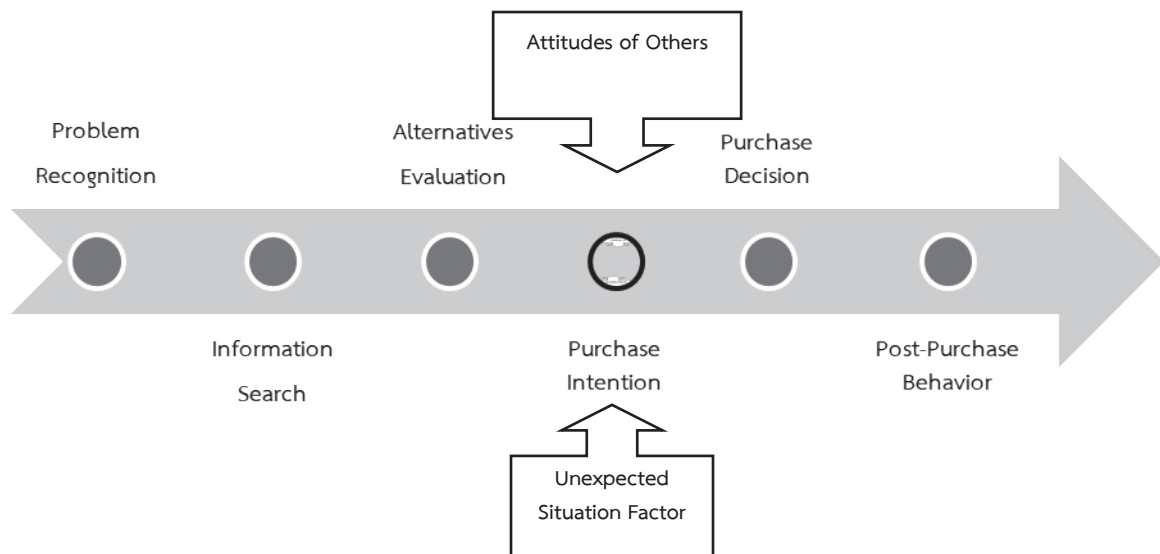 Attitudes of Others
Problem
Recognition
Alternatives
Evaluation
Purchase
Decision
Information
Search
Purchase
Intention
Post-Purchase
Behavior
Unexpected
Situation Factor